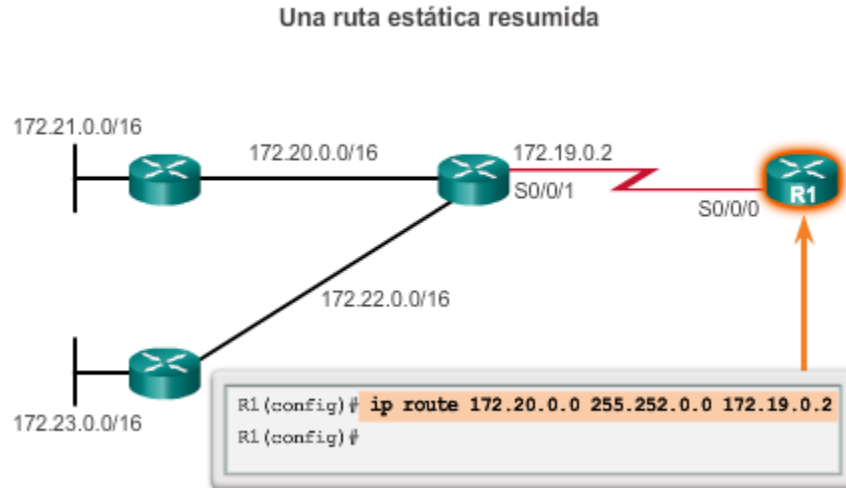 Una ruta estática resumida
172.21.0.0/16
172.20.0.0/16
172.19.0.2
S0/0/1
S0/0/0
R1
172.22.0.0/16
172.23.0.0/16
R1(config)# ip route 172.20.0.0 255.252.0.0 172.19.0.2
R1(config)#